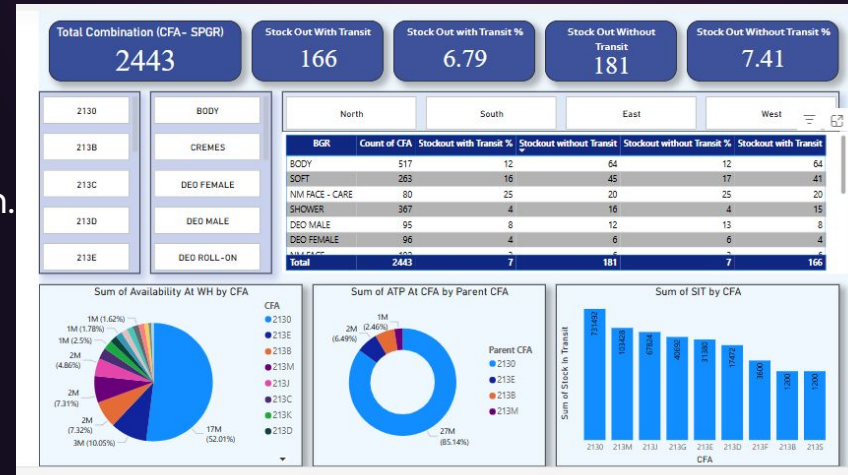 n.
Total Combination (CFA- SPGR)
2443
Stock Out With Transit
166
Stock Out with Transit %
6.79
Stock Out Without
Transit
181
Stock Out Without Transit %
7.41
2130
213B
213C
213D
213E
BODY
CREMES
DEO FEMALE
DEO MALE
DEO ROLL-ON
North South East West
BGR Count of CFA Stockout with Transit % Stockout without Transit Stockout without Transit % Stockout with Transit
BODY 517 12 64 12 64
SOFT 263 16 45 17 41
NM FACE - CARE 80 25 20 25 20
SHOWER 367 4 16 4 15
DEO MALE 95 8 12 13 8
DEO FEMALE 96 4 6 6 4
Total 2443 7 181 7 166
Sum of Availability At WH by CFA
1M (1.62%)
1M (1.78%)
1M (2.5%)
2M
(4.86%)
2M
(7.31%)
2M
(7.32%)
3M (10.05%)
17M
(52.01%)
CFA
2130
213E
213B
213M
213J
213C
213K
213D
Sum of ATP At CFA by Parent CFA
1M
(2.46%)
2M
(6.49%)
27M
(85.14%)
Parent CFA
2130
213E
213B
213M
Sum of SIT by CFA
Sum of Stock in Transit
731492
103428
67824
40692
31380
17472
3600
1200
1200
2130 213M 213J 213G 213E 213D 213F 213B 213S
CFA